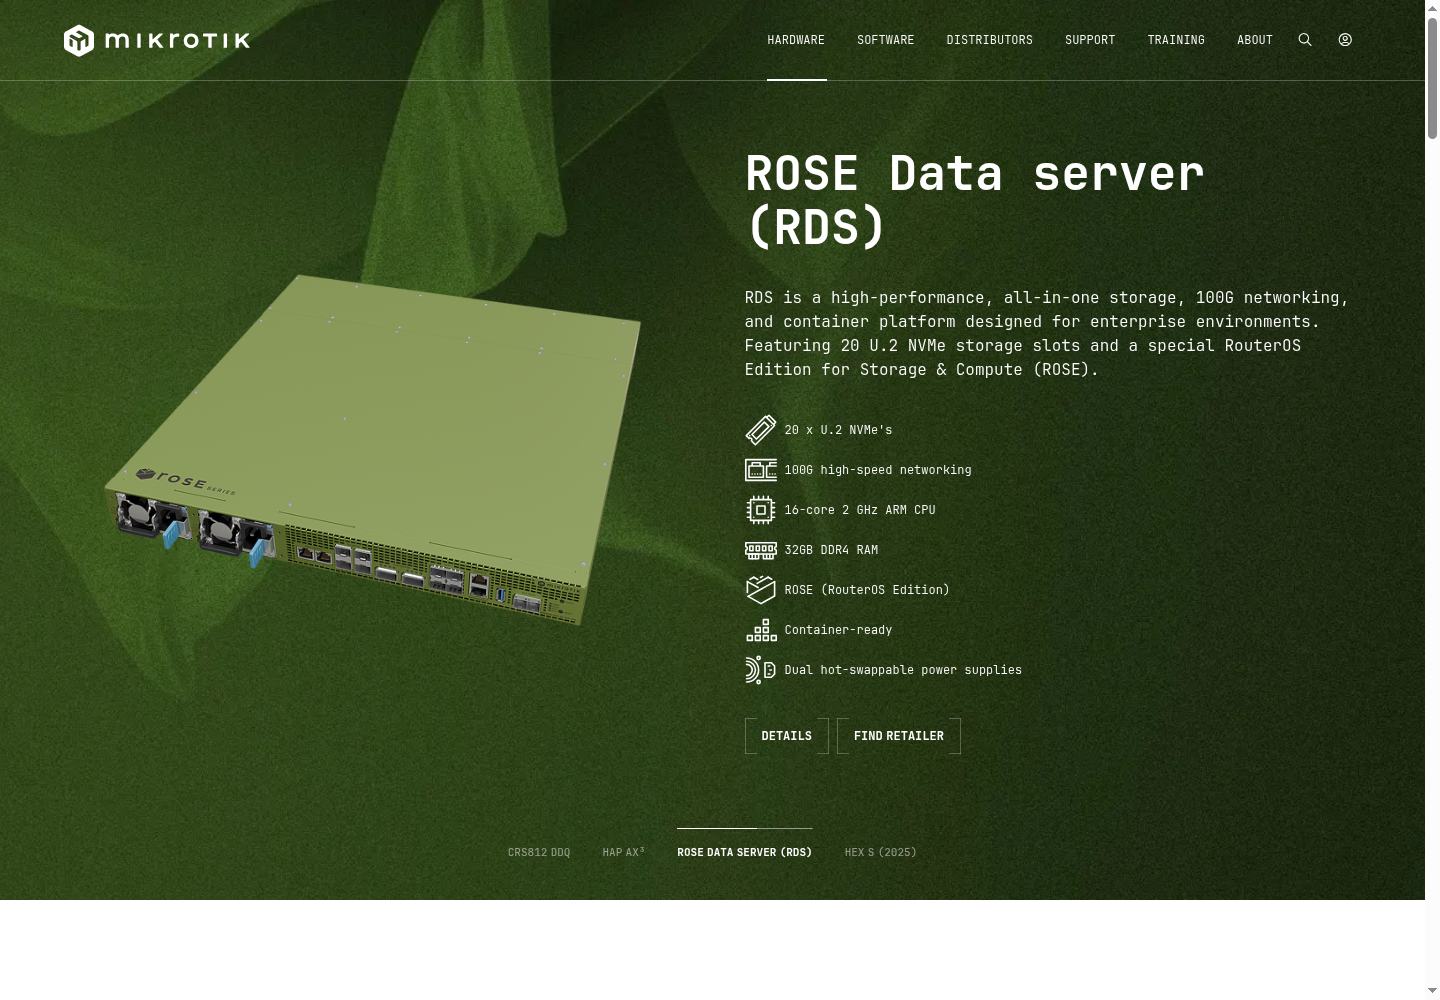 mikrotik
HARDWARE
SOFTWARE
DISTRIBUTORS
SUPPORT
TRAINING
ABOUT
ROSE Data server
(RDS)
RDS is a high-performance, all-in-one storage, 100G networking,
and container platform designed for enterprise environments.
Featuring 20 U.2 NVMe storage slots and a special RouterOS
Edition for Storage & Compute (ROSE).
20 x U.2 NVMe's
100G high-speed networking
16-core 2 GHz ARM CPU
32GB DDR4 RAM
ROSE (RouterOS Edition)
Container-ready
Dual hot-swappable power supplies
rose SERIES
MIKROTIK
DETAILS
FIND RETAILER
CRS812 DDQ
HAP AX³
ROSE DATA SERVER (RDS)
HEX S (2025)